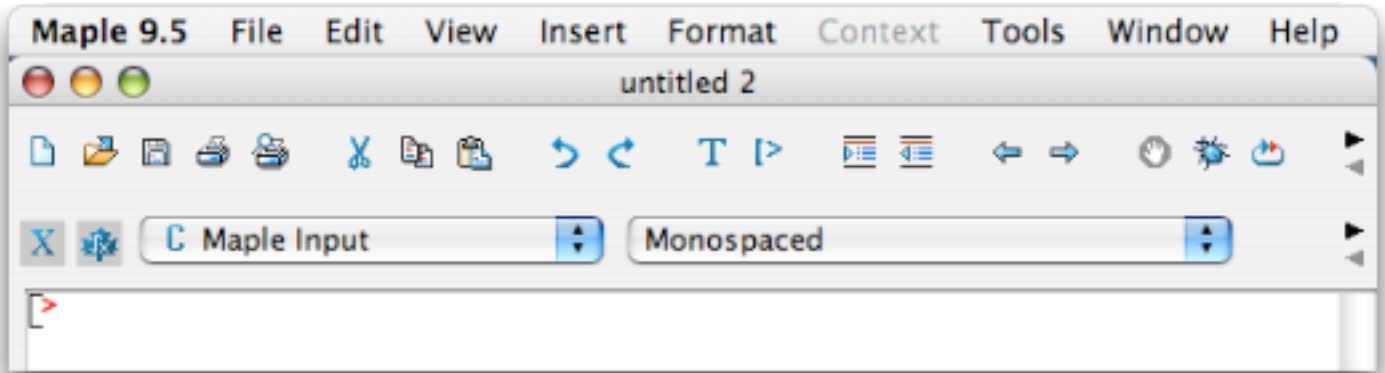 Maple 9.5 File Edit View Insert Format Context Tools Window Help
untitled 2
T [>
X C Maple Input Monospaced
[>